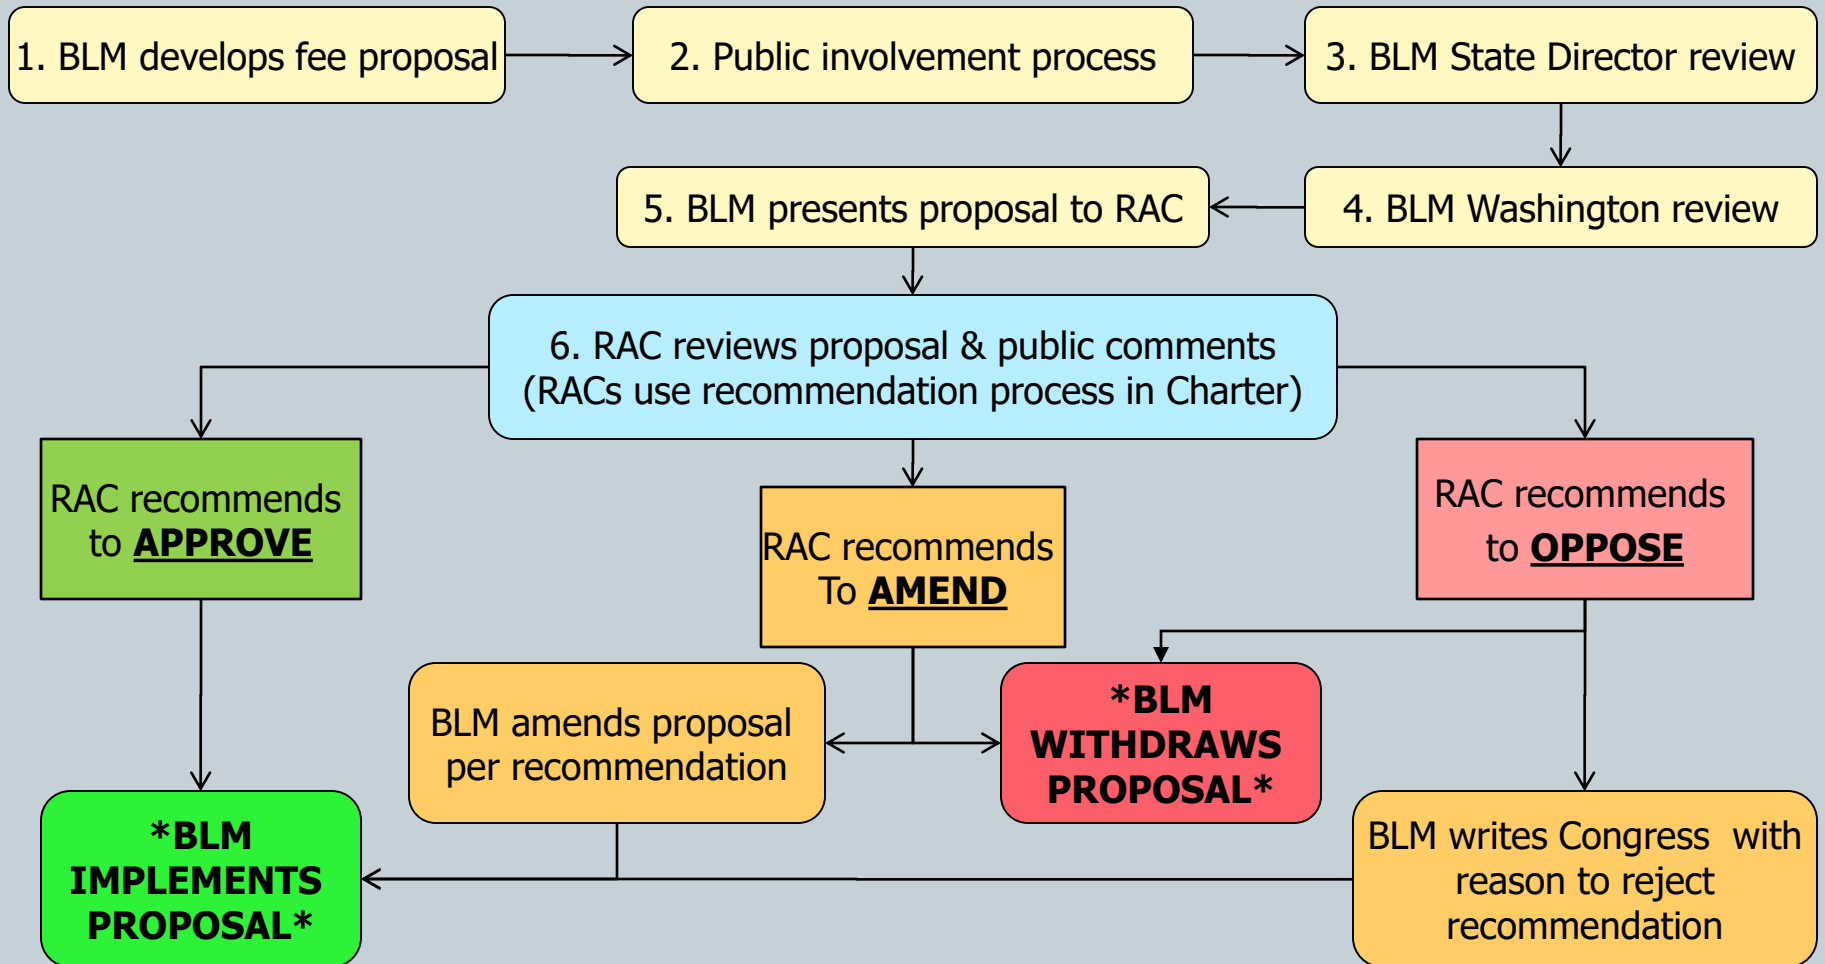 1. BLM develops fee proposal
2. Public involvement process
3. BLM State Director review
4. BLM Washington review
5. BLM presents proposal to RAC
6. RAC reviews proposal & public comments
(RACs use recommendation process in Charter)
RAC recommends
to APPROVE
RAC recommends
To AMEND
RAC recommends
to OPPOSE
BLM amends proposal
per recommendation
*BLM
WITHDRAWS
PROPOSAL*
*BLM
IMPLEMENTS
PROPOSAL*
BLM writes Congress with
reason to reject
recommendation